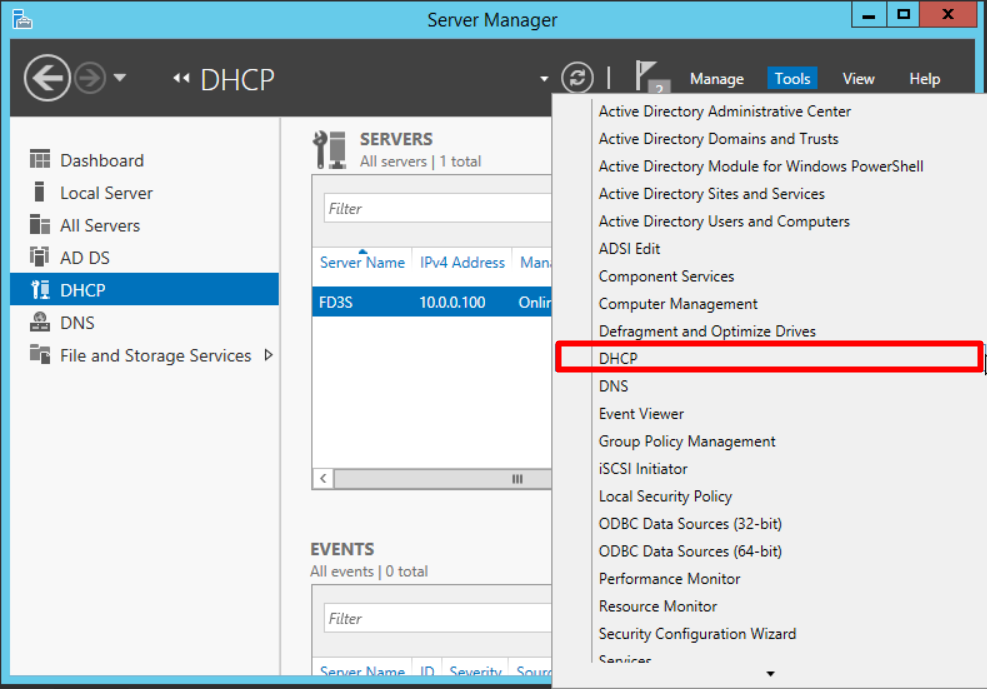 Server Manager
DHCP
Manage
Tools
View
Help
2
Dashboard
Local Server
All Servers
AD DS
DHCP
DNS
File and Storage Services
SERVERS
All servers | 1 total
Filter
Server Name IPv4 Address Mana
FD3S 10.0.0.100 Onlin
EVENTS
All events | 0 total
Filter
Server Name ID Severity Sourc
Active Directory Administrative Center
Active Directory Domains and Trusts
Active Directory Module for Windows PowerShell
Active Directory Sites and Services
Active Directory Users and Computers
ADSI Edit
Component Services
Computer Management
Defragment and Optimize Drives
DHCP
DNS
Event Viewer
Group Policy Management
iSCSI Initiator
Local Security Policy
ODBC Data Sources (32-bit)
ODBC Data Sources (64-bit)
Performance Monitor
Resource Monitor
Security Configuration Wizard
Services